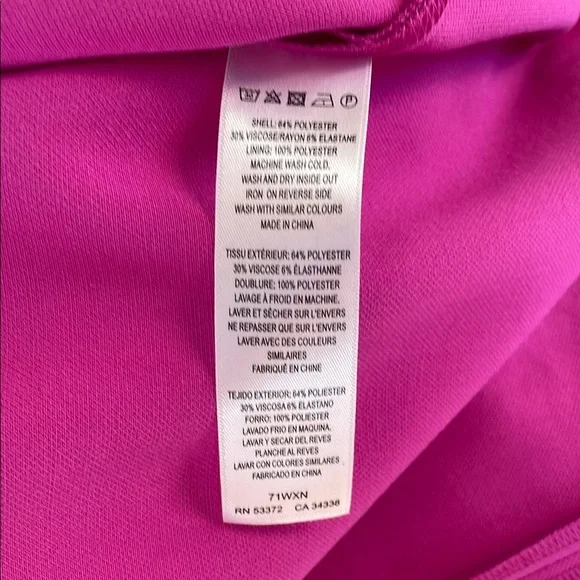 SHELL: 64% POLYESTER
30% VISCOSE/RAYON 6% ELASTANE
LINING: 100% POLYESTER
MACHINE WASH COLD,
WASH AND DRY INSIDE OUT
IRON ON REVERSE SIDE
WASH WITH SIMILAR COLOURS
MADE IN CHINA
TISSU EXTÉRIEUR: 64% POLYESTER
30% VISCOSE 6% ÉLASTHANNE
DOUBLURE: 100% POLYESTER
LAVAGE À FROID EN MACHINE,
LAVER ET SÉCHER SUR L'ENVERS
NE REPASSER QUE SUR L'ENVERS
LAVER AVEC DES COULEURS
SIMILAIRES
FABRIQUÉ EN CHINE
TEJIDO EXTERIOR: 64% POLIESTER
30% VISCOSA 6% ELASTANO
FORRO: 100% POLIESTER
LAVADO FRIO EN MAQUINA,
LAVAR Y SECAR DEL REVES
PLANCHE AL REVES
LAVAR CON COLORES SIMILARES
FABRICADO EN CHINA
71WXN
RN 53372 CA 34338